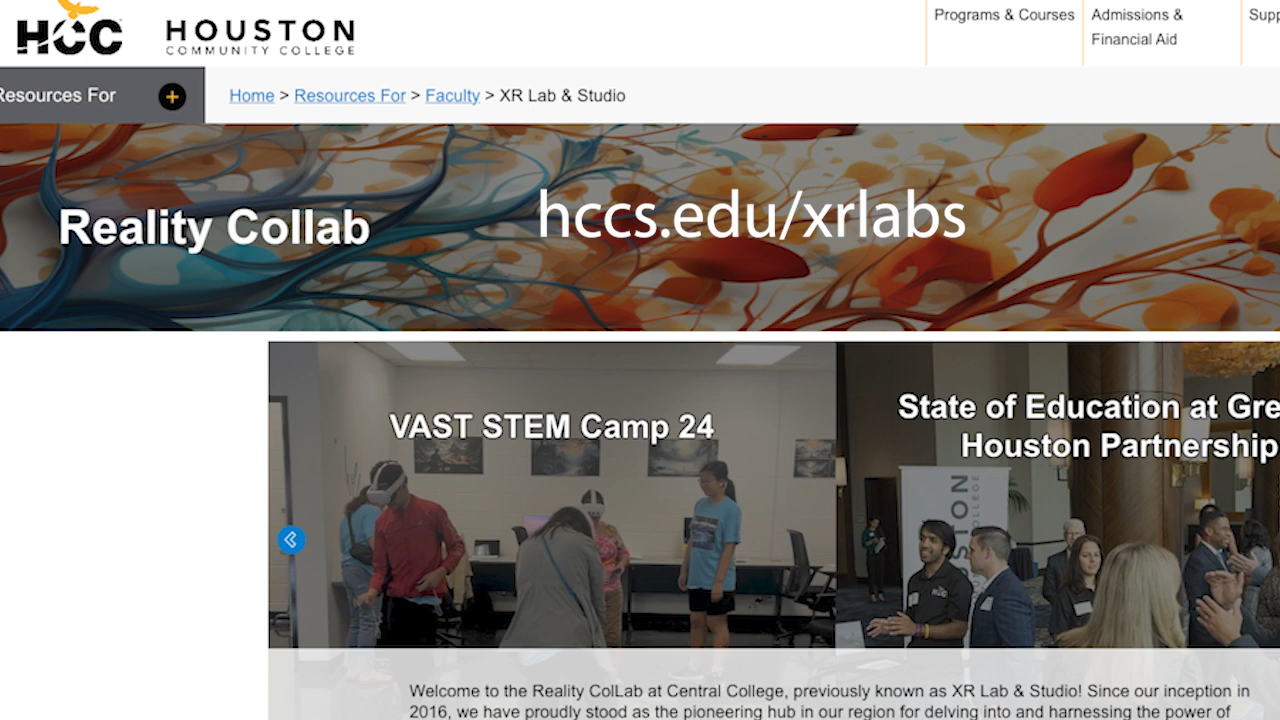 HCC
HOUSTON
COMMUNITY COLLEGE
Programs & Courses
Admissions &
Financial Aid
Resources For
Home > Resources For > Faculty > XR Lab & Studio
Reality Collab
hccs.edu/xrlabs
VAST STEM Camp 24
State of Education at Gre
Houston Partnership
Welcome to the Reality ColLab at Central College, previously known as XR Lab & Studio! Since our inception in
2016, we have proudly stood as the pioneering hub in our region for delving into and harnessing the power of